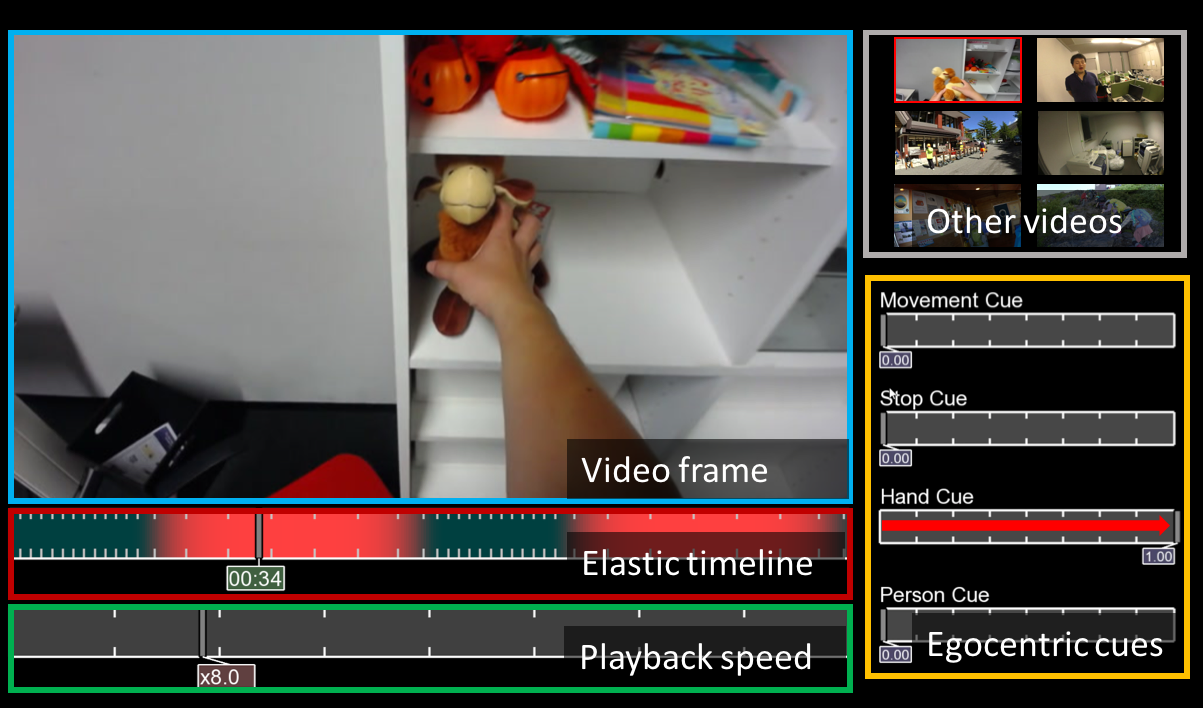 Video frame
Elastic timeline
00:34
Playback speed
x8.0
Other videos
Movement Cue
0.00
Stop Cue
0.00
Hand Cue
1.00
Person Cue
0.00
Egocentric cues